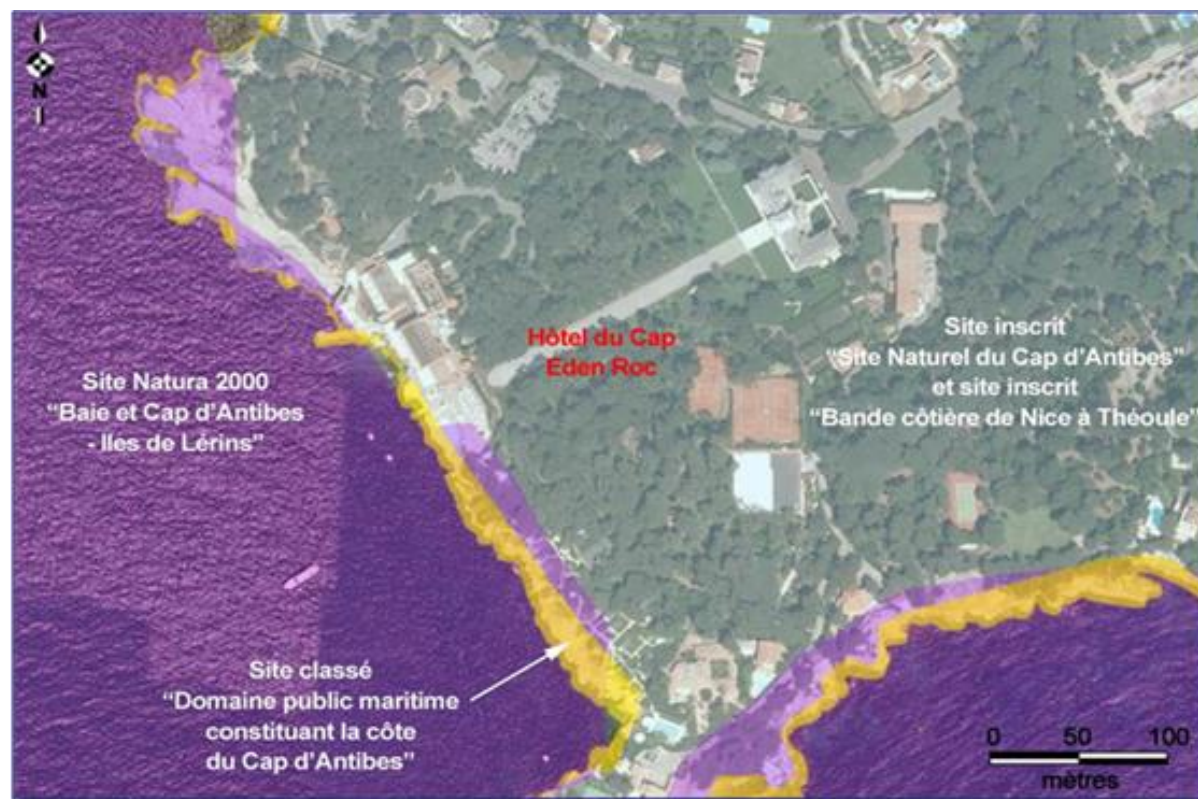 N
Hôtel du Cap
Eden Roc
Site inscrit
“Site Naturel du Cap d’Antibes”
et site inscrit
“Bande côtière de Nice à Théoule”
Site Natura 2000
“Baie et Cap d’Antibes
- Iles de Lérins”
Site classé
“Domaine public maritime
constituant la côte
du Cap d’Antibes”
0 50 100
mètres